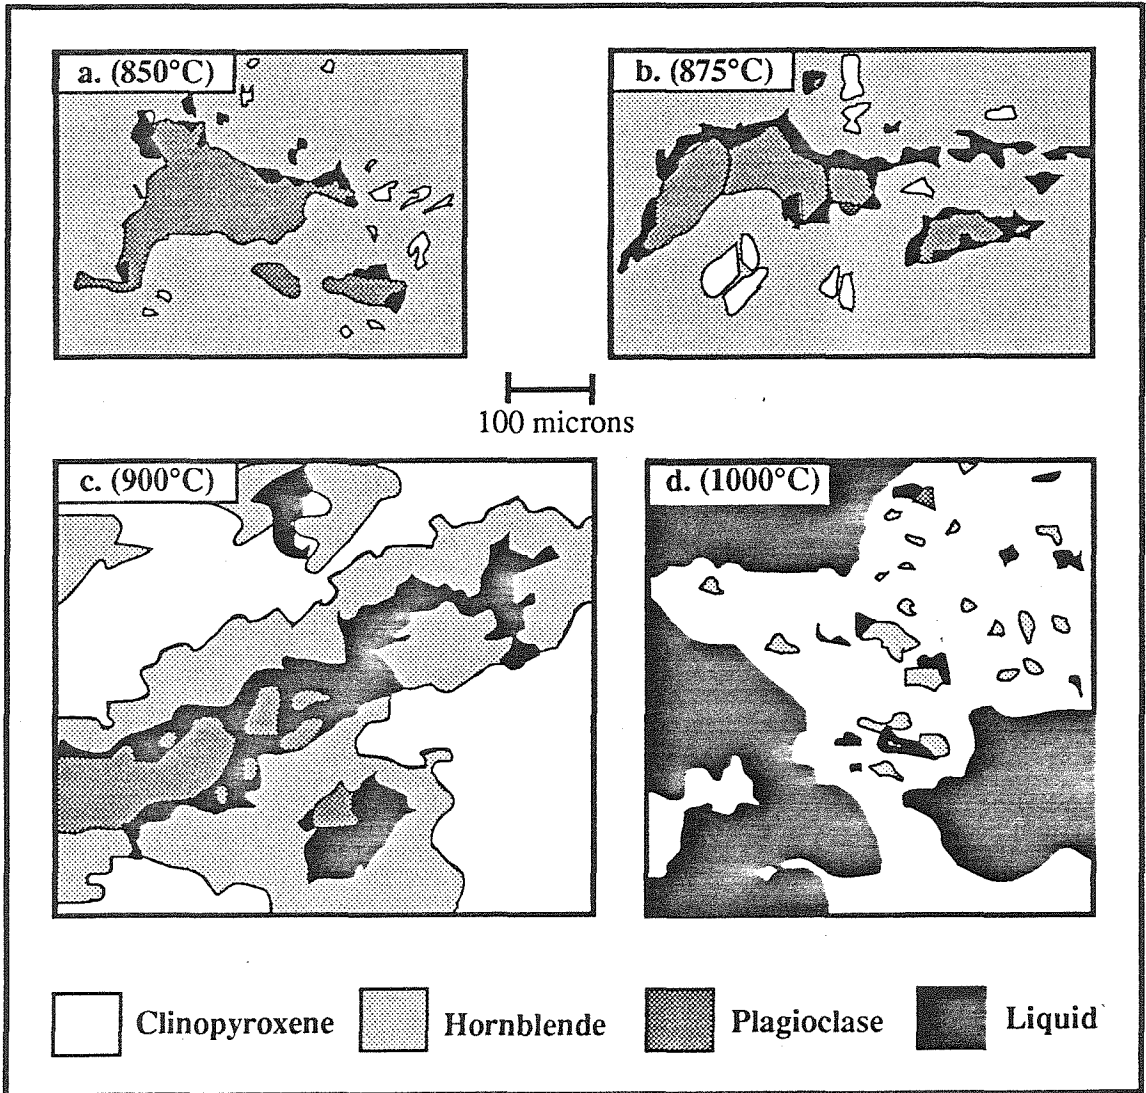 a. (850°C)
b. (875°C)
100 microns
c. (900°C)
d. (1000°C)
Clinopyroxene
Hornblende
Plagioclase
Liquid